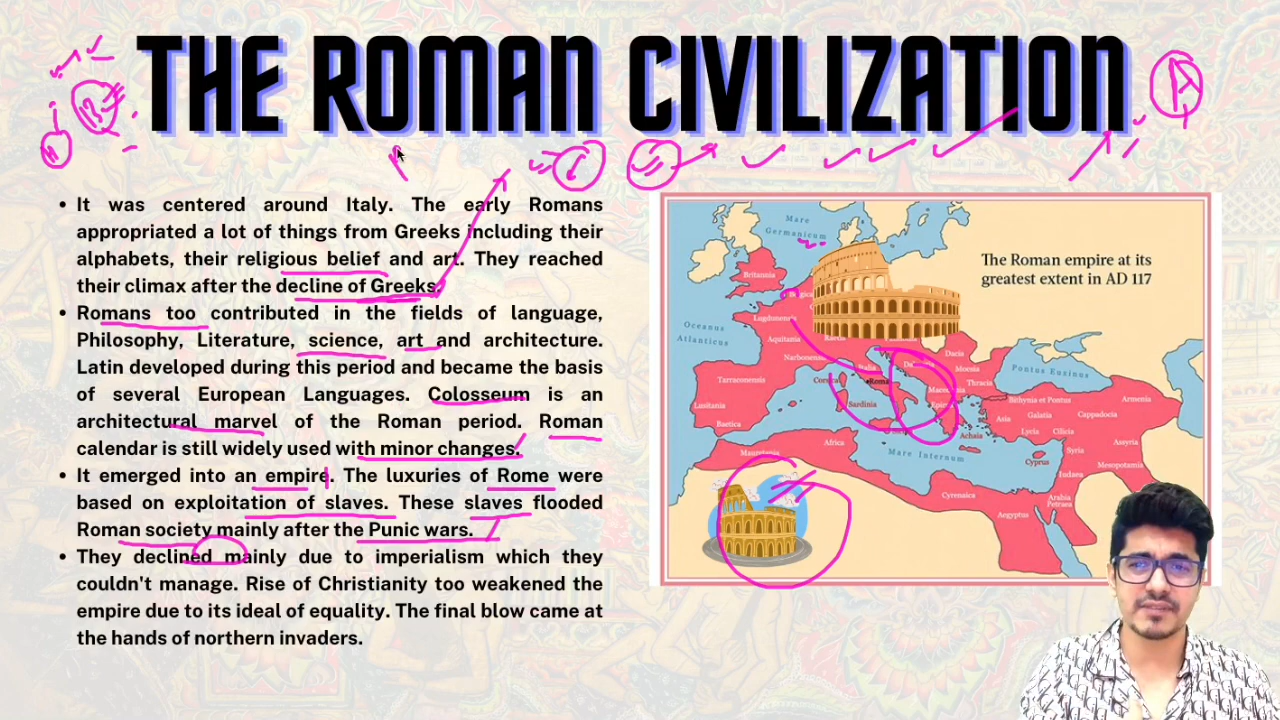 THE ROMAN CIVILIZATION
• It was centered around Italy. The early Romans
appropriated a lot of things from Greeks including their
alphabets, their religious belief and art. They reached
their climax after the decline of Greeks.
• Romans too contributed in the fields of language,
Philosophy, Literature, science, art and architecture.
Latin developed during this period and became the basis
of several European Languages. Colosseum is an
architectural marvel of the Roman period. Roman
calendar is still widely used with minor changes.
• It emerged into an empire. The luxuries of Rome were
based on exploitation of slaves. These slaves flooded
Roman society mainly after the Punic wars.
• They declined mainly due to imperialism which they
couldn't manage. Rise of Christianity too weakened the
empire due to its ideal of equality. The final blow came at
the hands of northern invaders.
Mare
Germanicum
The Roman empire at its
greatest extent in AD 117
Britannia
Belgica
Lugdunensis
Oceanus
Atlanticus
Aquitania
Raetia
Narbonensis
Dacia
Italia
Moesia
Pontus Euxinus
Tarraconensis
Corsica
Roma
Thracia
Macedonia
Bithynia et Pontus
Armenia
Lusitania
Sardinia
Epirus
Asia
Galatia
Cappadocia
Baetica
Achaia
Lycia
Cilicia
Africa
Assyria
Mauretania
Mare Internum
Cyprus
Syria
Mesopotamia
Iudaea
Cyrenaica
Arabia
Petraea
Aegyptus